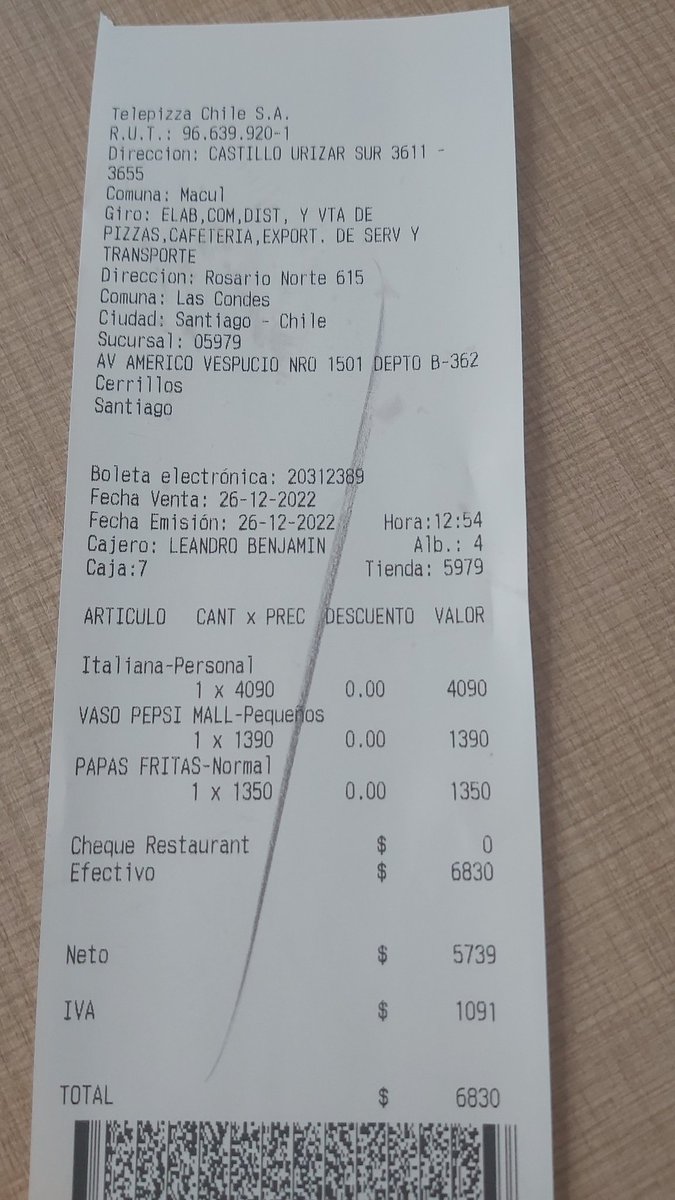 Telepizza Chile S.A.
R.U.T.: 96.639.920-1
Direccion: CASTILLO URIZAR SUR 3611 -
3655
Comuna: Macul
Giro: ELAB,COM,DIST, Y VTA DE
PIZZAS,CAFETERIA,EXPORT. DE SERV Y
TRANSPORTE
Direccion: Rosario Norte 615
Comuna: Las Condes
Ciudad: Santiago - Chile
Sucursal: 05979
AV AMERICO VESPUCIO NRO 1501 DEPTO B-362
Cerrillos
Santiago
Boleta electrónica: 20312389
Fecha Venta: 26-12-2022
Fecha Emisión: 26-12-2022 Hora:12:54
Cajero: LEANDRO BENJAMIN Alb.: 4
Caja:7 Tienda: 5979
ARTICULO CANT x PREC DESCUENTO VALOR
Italiana-Personal
1 x 4090 0.00 4090
VASO PEPSI MALL-Pequeños
1 x 1390 0.00 1390
PAPAS FRITAS-Normal
1 x 1350 0.00 1350
Cheque Restaurant $ 0
Efectivo $ 6830
Neto $ 5739
IVA $ 1091
TOTAL $ 6830